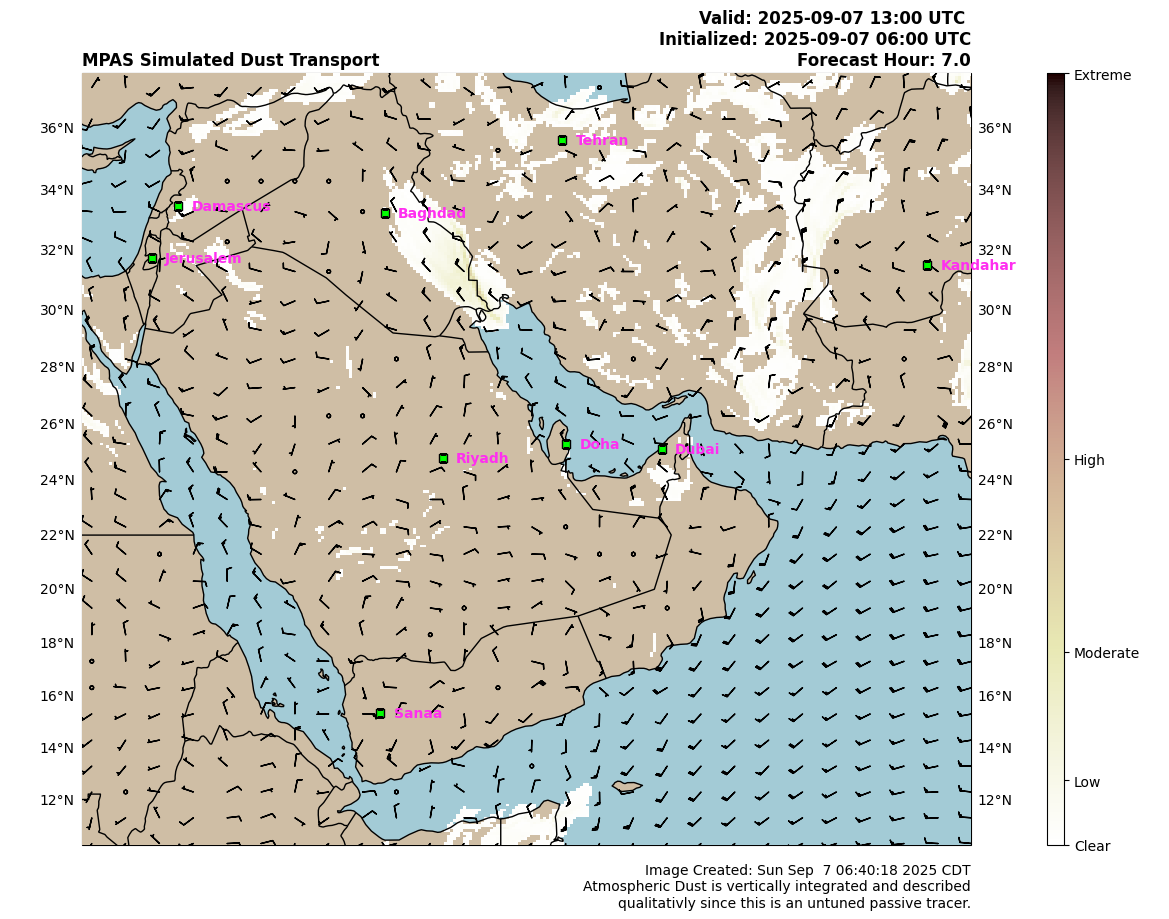 Valid: 2025-09-07 13:00 UTC
Initialized: 2025-09-07 06:00 UTC
MPAS Simulated Dust Transport
Forecast Hour: 7.0
Extreme
36°N
36°N
Tehran
34°N
34°N
Damascus
Baghdad
32°N
32°N
Jerusalem
Kandahar
30°N
30°N
28°N
28°N
26°N
26°N
Doha
Dubai
Riyadh
High
24°N
24°N
22°N
22°N
20°N
20°N
18°N
18°N
Moderate
16°N
16°N
Sanaa
14°N
14°N
Low
12°N
12°N
Clear
Image Created: Sun Sep  7 06:40:18 2025 CDT
Atmospheric Dust is vertically integrated and described
qualitativly since this is an untuned passive tracer.